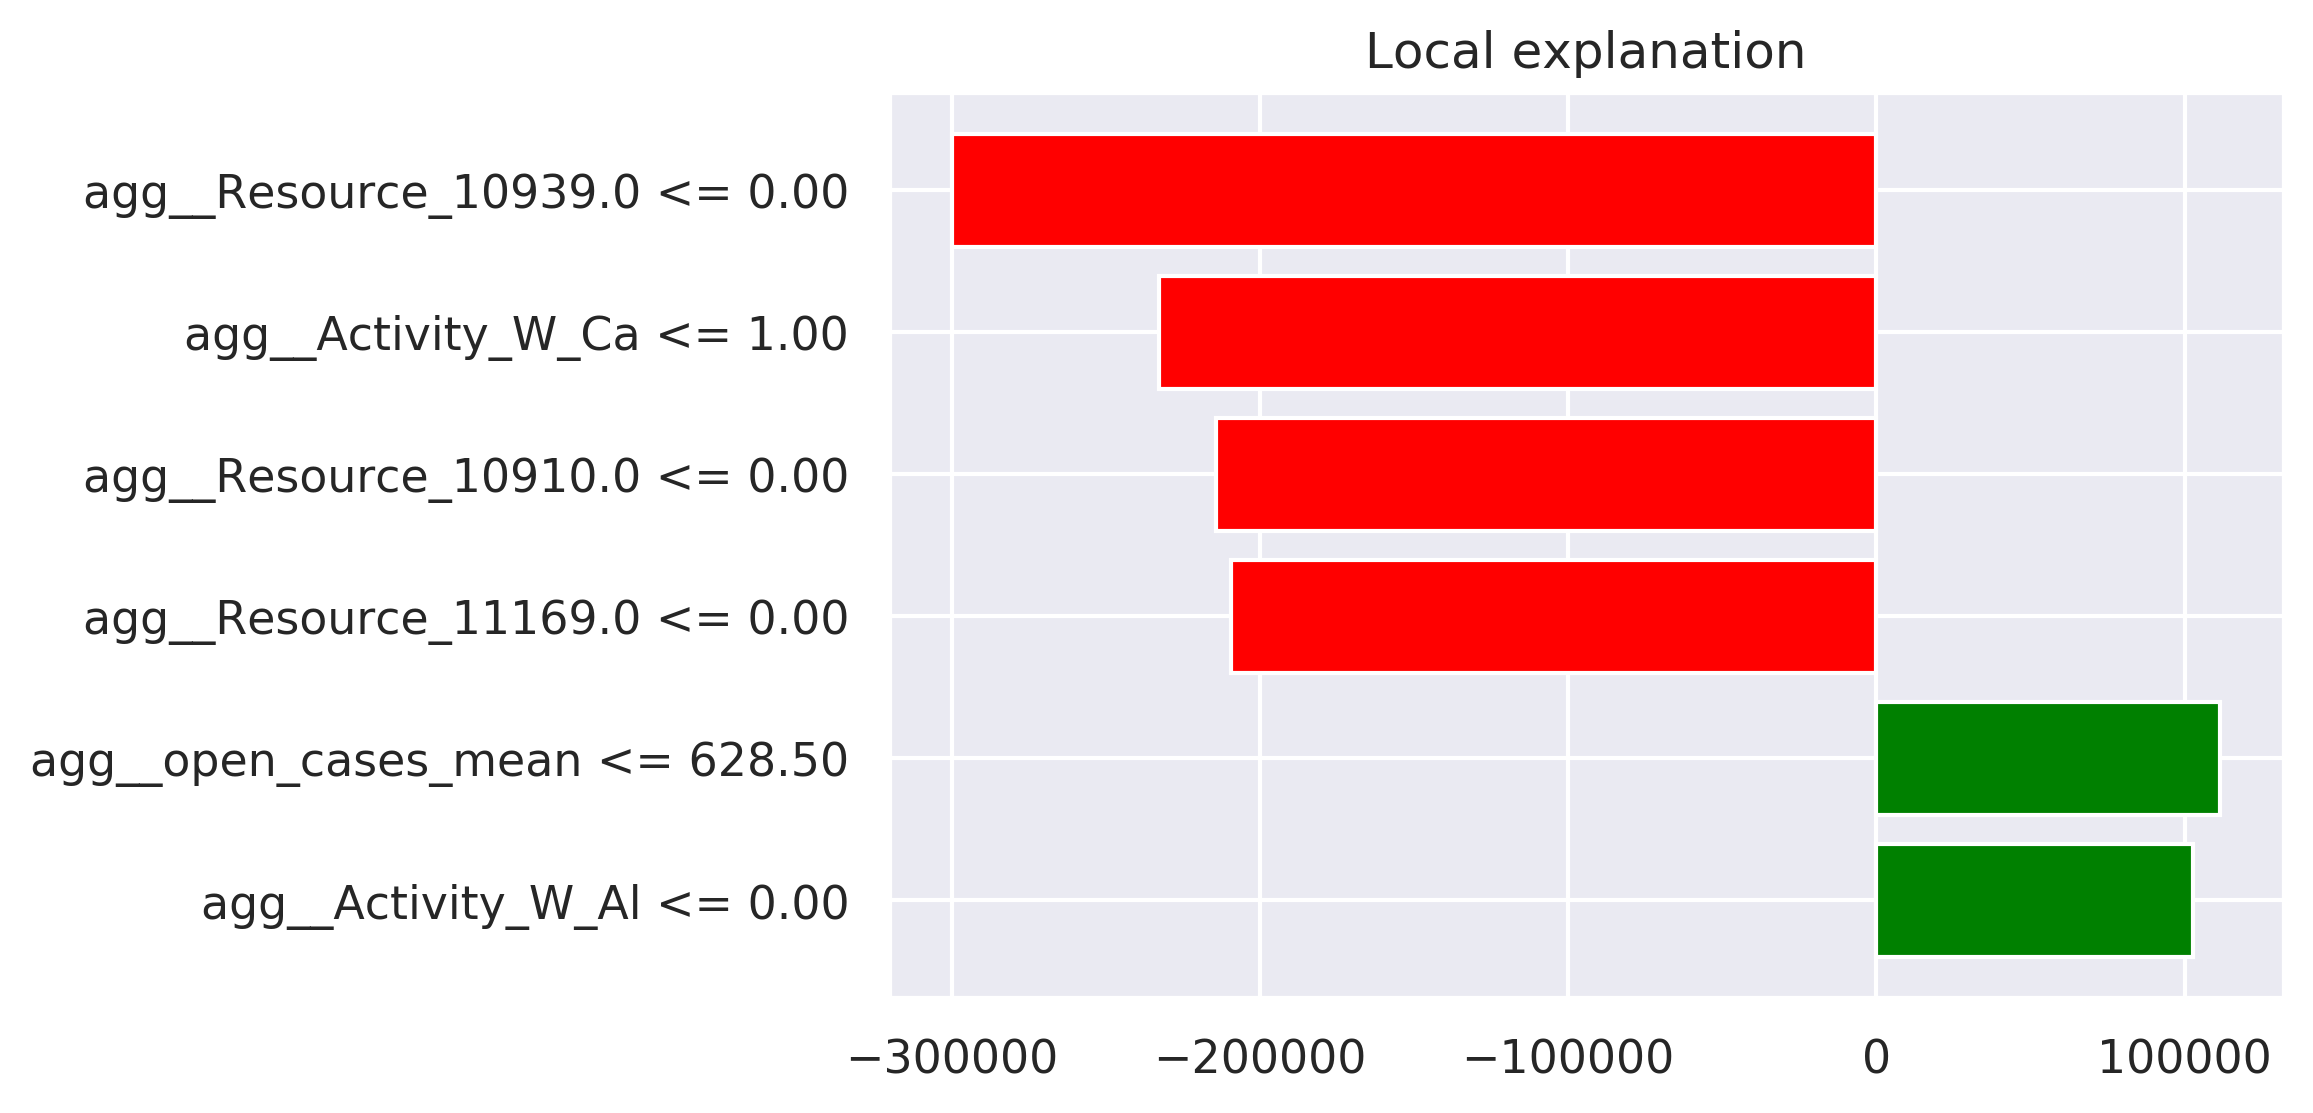 Local explanation
agg__Resource_10939.0 <= 0.00
agg__Activity_W_Ca <= 1.00
agg__Resource_10910.0 <= 0.00
agg__Resource_11169.0 <= 0.00
agg__open_cases_mean <= 628.50
agg__Activity_W_Al <= 0.00
−300000 −200000 −100000 0 100000